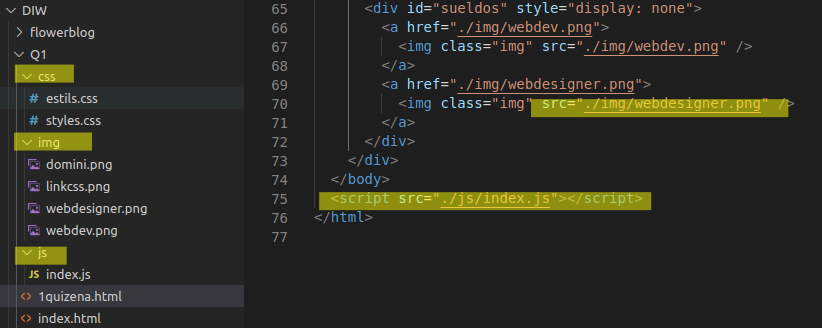 DIW
flowerblog
Q1
css
# estils.css
# styles.css
img
domini.png
linkcss.png
webdesigner.png
webdev.png
js
JS index.js
<> 1quizena.html
<> index.html
65 <div id="sueldos" style="display: none">
66 <a href="./img/webdev.png">
67 <img class="img" src="./img/webdev.png" />
68 </a>
69 <a href="./img/webdesigner.png">
70 <img class="img" src="./img/webdesigner.png" />
71 </a>
72 </div>
73 </div>
74 </body>
75 <script src="./js/index.js"></script>
76 </html>
77